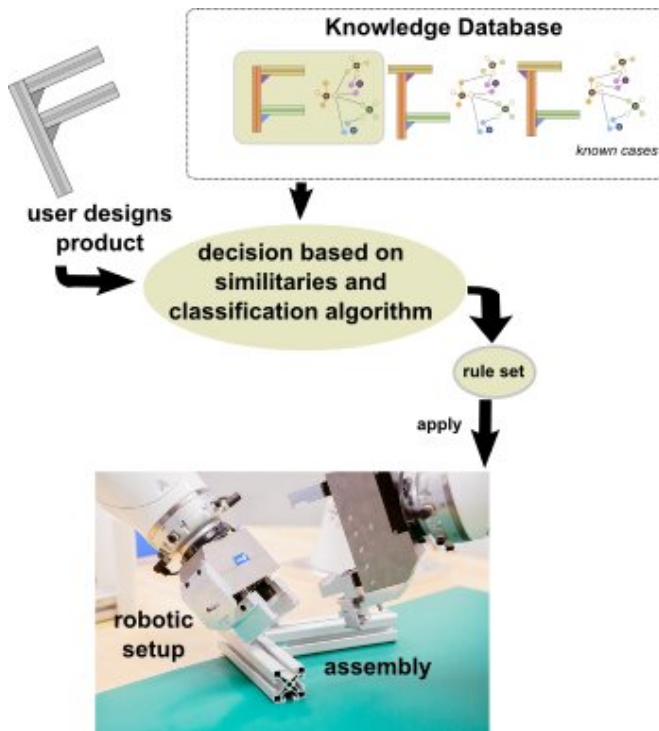 Knowledge Database
known cases
user designs
product
decision based on
similitaries and
classification algorithm
rule set
apply
robotic
setup
assembly